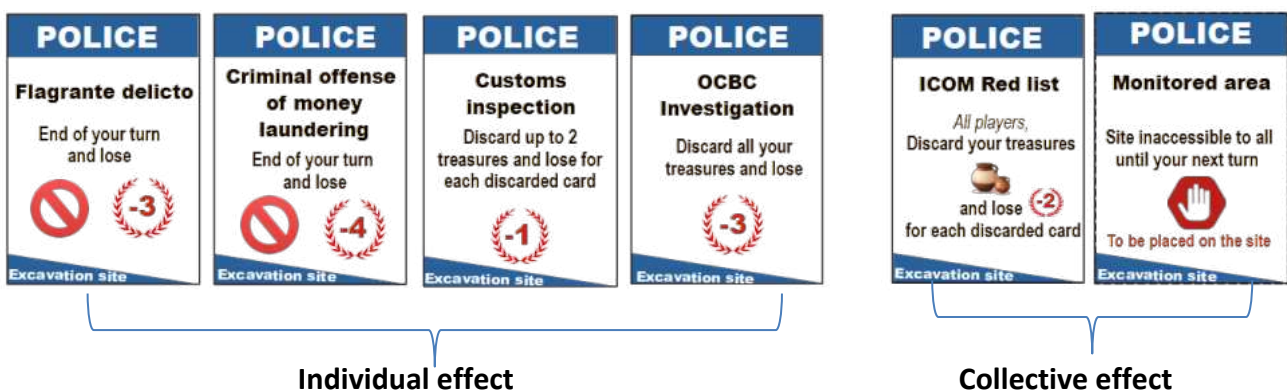 POLICE
Flagrante delicto
End of your turn
and lose
-3
Excavation site
POLICE
Criminal offense
of money
laundering
End of your turn
and lose
-4
Excavation site
POLICE
Customs
inspection
Discard up to 2
treasures and lose for
each discarded card
-1
Excavation site
POLICE
OCBC
Investigation
Discard all your
treasures and lose
-3
Excavation site
POLICE
ICOM Red list
All players,
Discard your treasures
and lose -2
for each discarded card
Excavation site
POLICE
Monitored area
Site inaccessible to all
until your next turn
To be placed on the site
Excavation site
Individual effect
Collective effect